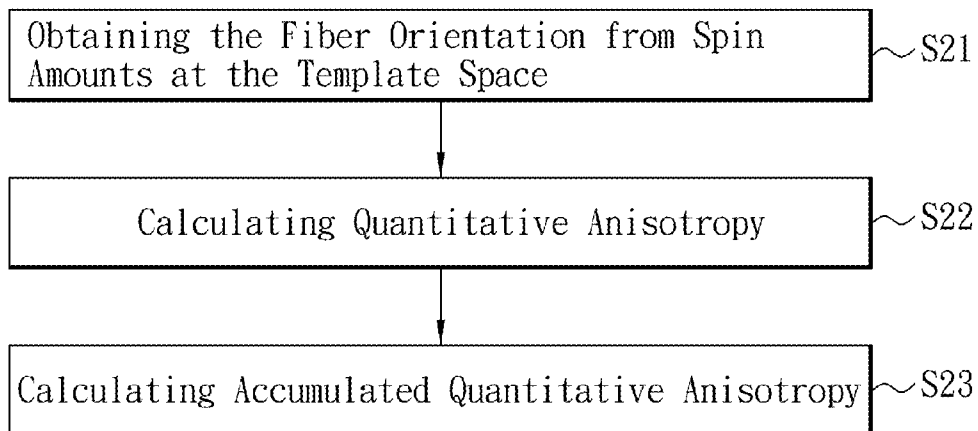 Obtaining the Fiber Orientation from Spin
Amounts at the Template Space
S21
Calculating Quantitative Anisotropy
S22
Calculating Accumulated Quantitative Anisotropy
S23